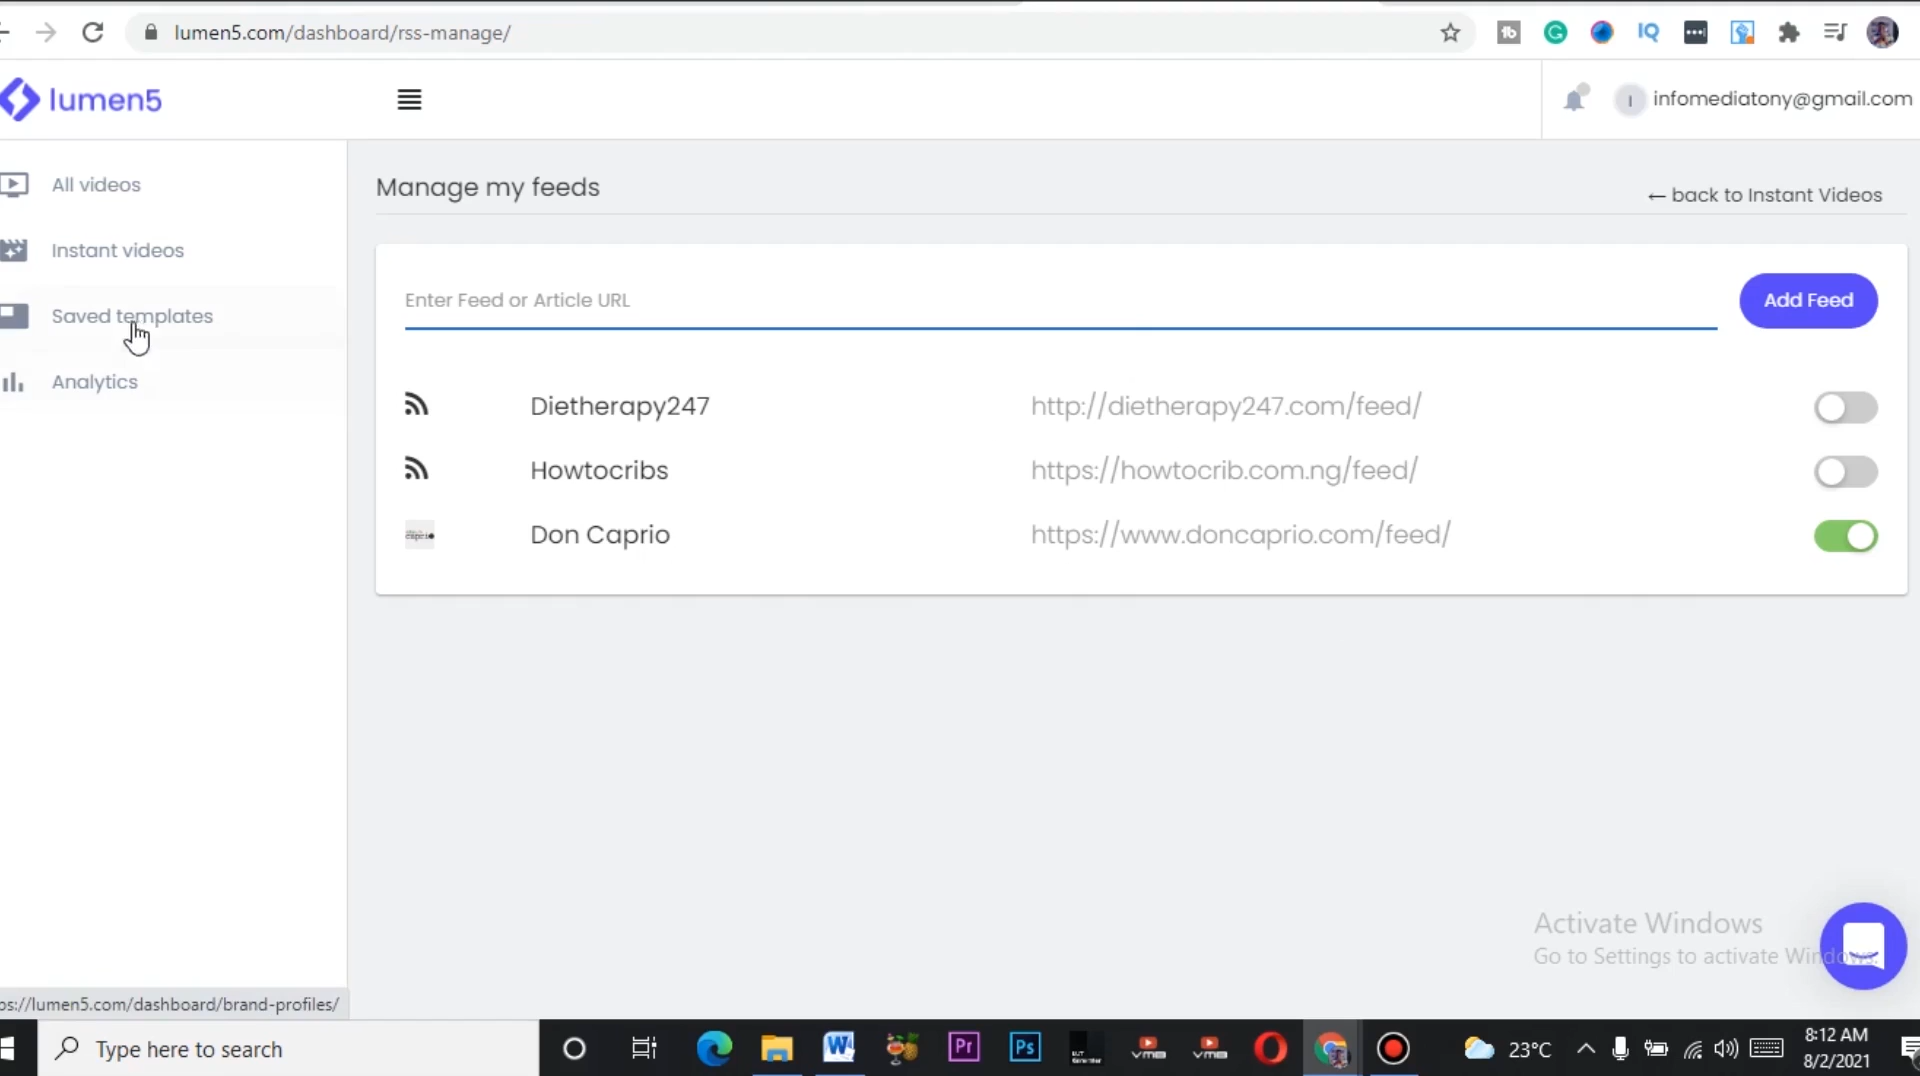 lumen5.com/dashboard/rss-manage/
lumen5
infomediatony@gmail.com
All videos
Instant videos
Saved templates
Analytics
Manage my feeds
← back to Instant Videos
Enter Feed or Article URL
Add Feed
Dietherapy247 http://dietherapy247.com/feed/
Howtocribs https://howtocrib.com.ng/feed/
Don Caprio https://www.doncaprio.com/feed/
Activate Windows
Go to Settings to activate Windows.
ps://lumen5.com/dashboard/brand-profiles/
Type here to search
23°C
8:12 AM
8/2/2021